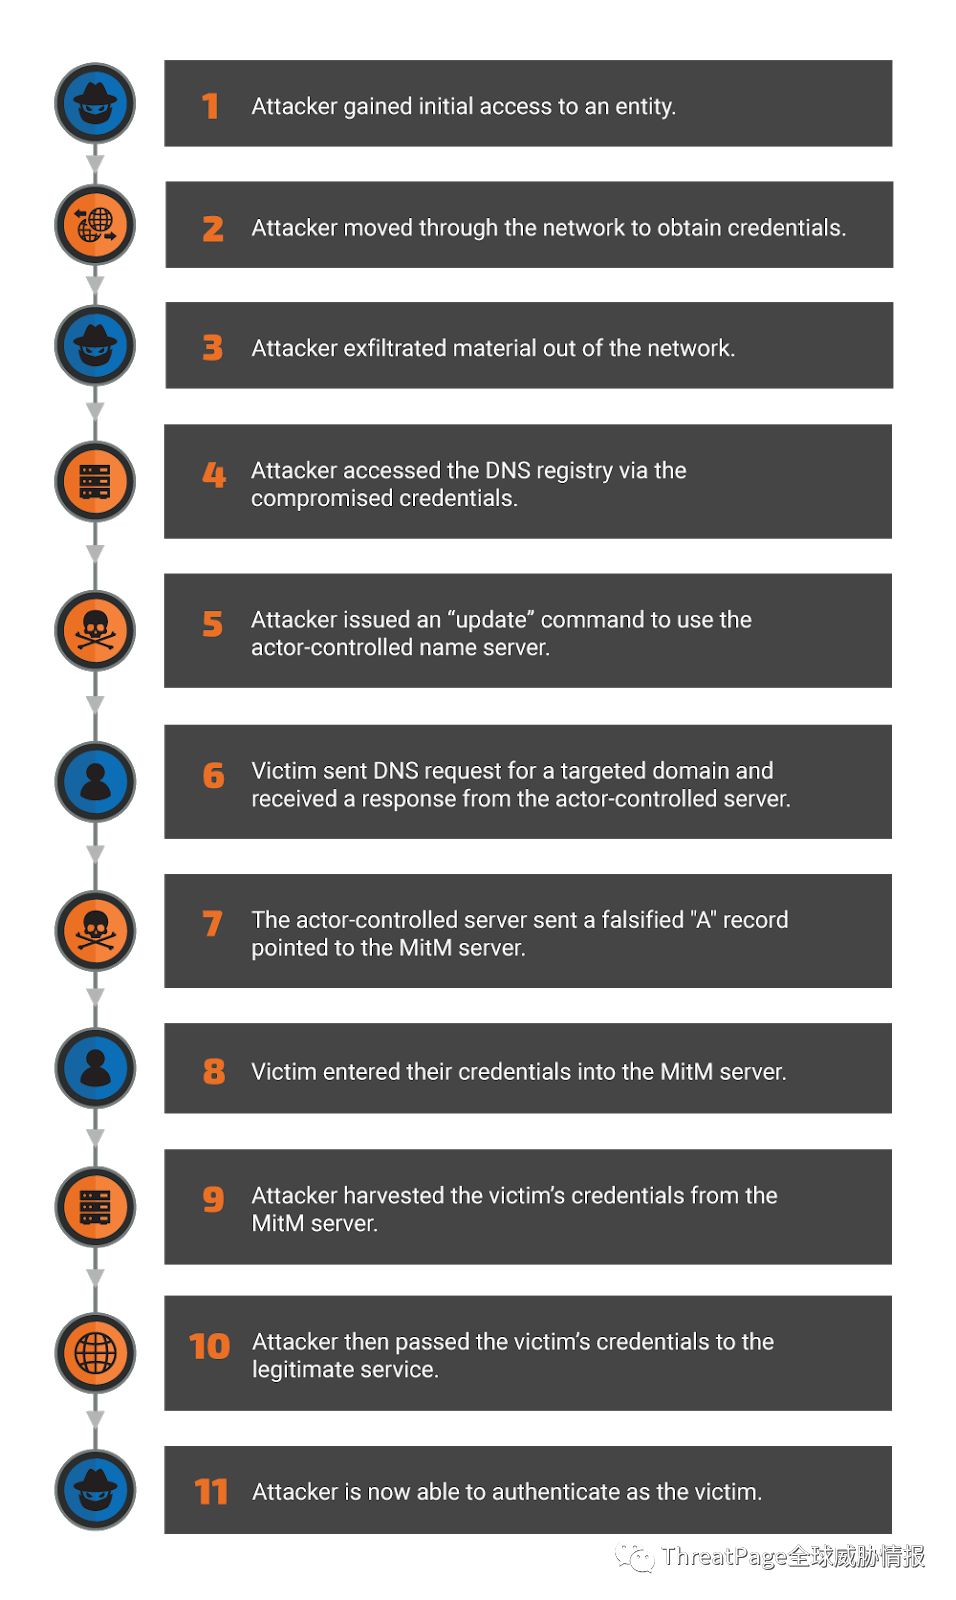 1
Attacker gained initial access to an entity.
2
Attacker moved through the network to obtain credentials.
3
Attacker exfiltrated material out of the network.
4
Attacker accessed the DNS registry via the
compromised credentials.
5
Attacker issued an “update” command to use the
actor-controlled name server.
6
Victim sent DNS request for a targeted domain and
received a response from the actor-controlled server.
7
The actor-controlled server sent a falsified "A" record
pointed to the MitM server.
8
Victim entered their credentials into the MitM server.
9
Attacker harvested the victim’s credentials from the
MitM server.
10
Attacker then passed the victim’s credentials to the
legitimate service.
11
Attacker is now able to authenticate as the victim.
ThreatPage全球威胁情报